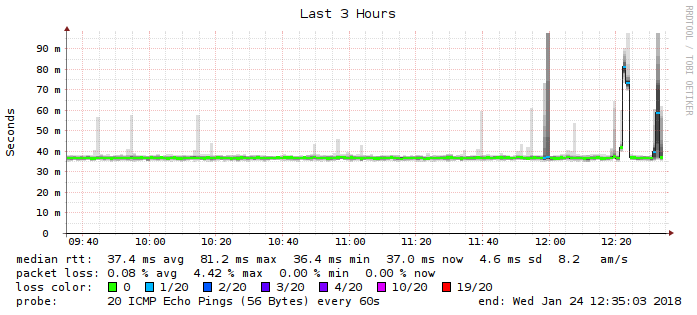 Last 3 Hours
RRDTOOL / TOBI OETIKER
Seconds
90 m
80 m
70 m
60 m
50 m
40 m
30 m
20 m
10 m
0
09:40 10:00 10:20 10:40 11:00 11:20 11:40 12:00 12:20
median rtt: 37.4 ms avg 81.2 ms max 36.4 ms min 37.0 ms now 4.6 ms sd 8.2 am/s
packet loss: 0.08 % avg 4.42 % max 0.00 % min 0.00 % now
loss color: 0 1/20 2/20 3/20 4/20 10/20 19/20
probe: 20 ICMP Echo Pings (56 Bytes) every 60s end: Wed Jan 24 12:35:03 2018